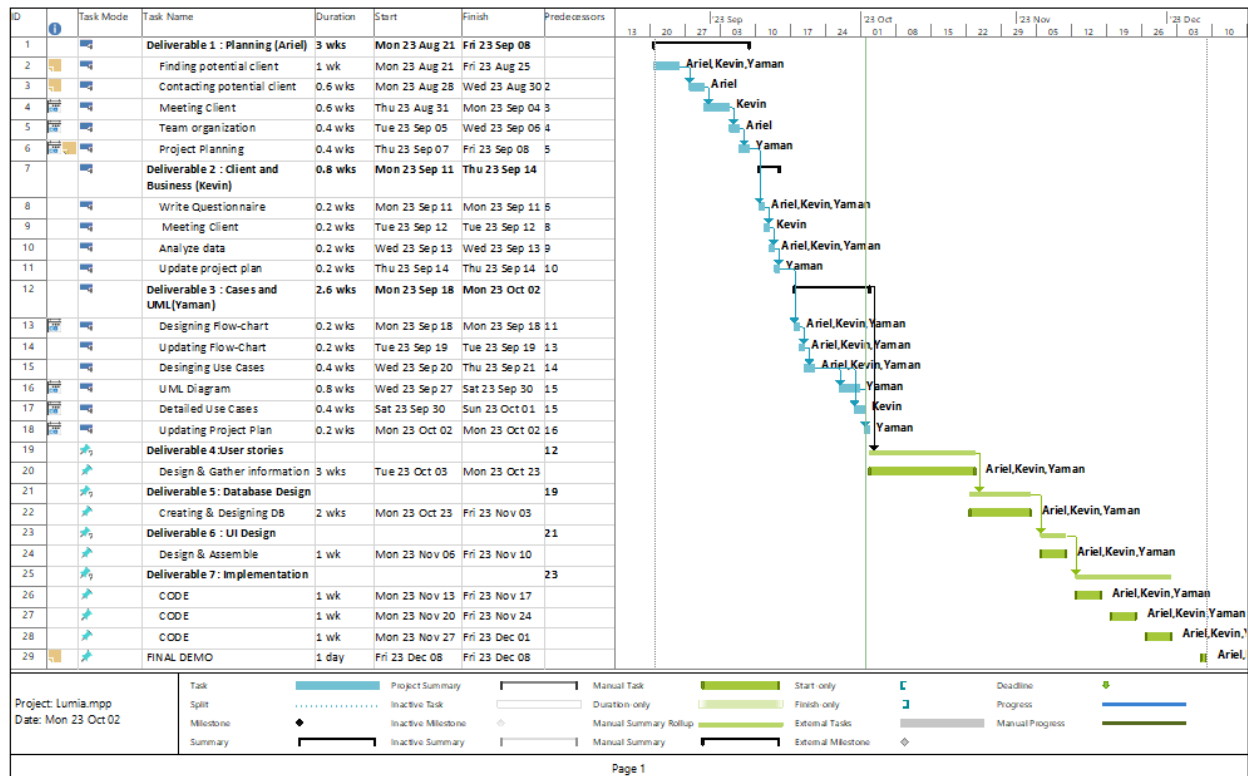 ID Task Mode Task Name Duration Start Finish Predecessors
'23 Sep '23 Oct '23 Nov '23 Dec
13 20 27 03 10 17 24 01 08 15 22 29 05 12 19 26 03 10
1 Deliverable 1 : Planning (Ariel) 3 wks Mon 23 Aug 21 Fri 23 Sep 08
2 Finding potential client 1 wk Mon 23 Aug 21 Fri 23 Aug 25 Ariel,Kevin,Yaman
3 Contacting potential client 0.6 wks Mon 23 Aug 28 Wed 23 Aug 30 2 Ariel
4 Meeting Client 0.6 wks Thu 23 Aug 31 Mon 23 Sep 04 3 Kevin
5 Team organization 0.4 wks Tue 23 Sep 05 Wed 23 Sep 06 4 Ariel
6 Project Planning 0.4 wks Thu 23 Sep 07 Fri 23 Sep 08 5 Yaman
7 Deliverable 2 : Client and 0.8 wks Mon 23 Sep 11 Thu 23 Sep 14
Business (Kevin)
8 Write Questionnaire 0.2 wks Mon 23 Sep 11 Mon 23 Sep 11 6 Ariel,Kevin,Yaman
9 Meeting Client 0.2 wks Tue 23 Sep 12 Tue 23 Sep 12 8 Kevin
10 Analyze data 0.2 wks Wed 23 Sep 13 Wed 23 Sep 13 9 Ariel,Kevin,Yaman
11 Update project plan 0.2 wks Thu 23 Sep 14 Thu 23 Sep 14 10 Yaman
12 Deliverable 3 : Cases and 2.6 wks Mon 23 Sep 18 Mon 23 Oct 02
UML(Yaman)
13 Designing Flow-chart 0.2 wks Mon 23 Sep 18 Mon 23 Sep 18 11 Ariel,Kevin,Yaman
14 Updating Flow-Chart 0.2 wks Tue 23 Sep 19 Tue 23 Sep 19 13 Ariel,Kevin,Yaman
15 Desinging Use Cases 0.4 wks Wed 23 Sep 20 Thu 23 Sep 21 14 Ariel,Kevin,Yaman
16 UML Diagram 0.8 wks Wed 23 Sep 27 Sat 23 Sep 30 15 Yaman
17 Detailed Use Cases 0.4 wks Sat 23 Sep 30 Sun 23 Oct 01 15 Kevin
18 Updating Project Plan 0.2 wks Mon 23 Oct 02 Mon 23 Oct 02 16 Yaman
19 Deliverable 4:User stories 12
20 Design & Gather information 3 wks Tue 23 Oct 03 Mon 23 Oct 23 Ariel,Kevin,Yaman
21 Deliverable 5: Database Design 19
22 Creating & Designing DB 2 wks Mon 23 Oct 23 Fri 23 Nov 03 Ariel,Kevin,Yaman
23 Deliverable 6 : UI Design 21
24 Design & Assemble 1 wk Mon 23 Nov 06 Fri 23 Nov 10 Ariel,Kevin,Yaman
25 Deliverable 7: Implementation 23
26 CODE 1 wk Mon 23 Nov 13 Fri 23 Nov 17 Ariel,Kevin,Yaman
27 CODE 1 wk Mon 23 Nov 20 Fri 23 Nov 24 Ariel,Kevin,Yaman
28 CODE 1 wk Mon 23 Nov 27 Fri 23 Dec 01 Ariel,Kevin,
29 FINAL DEMO 1 day Fri 23 Dec 08 Fri 23 Dec 08 Ariel,
Project: Lumia.mpp
Date: Mon 23 Oct 02
Task Project Summary Manual Task Start-only Deadline
Split Inactive Task Duration-only Finish-only Progress
Milestone Inactive Milestone Manual Summary Rollup External Tasks Manual Progress
Summary Inactive Summary Manual Summary External Milestone
Page 1